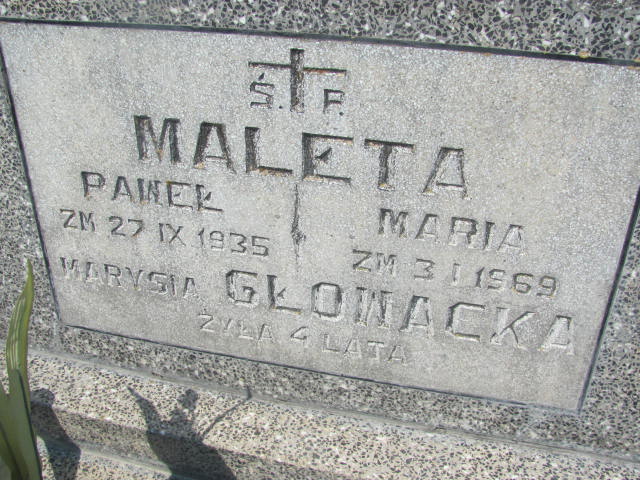 Ś. P.
MALETA
PAWEŁ MARIA
ZM 27 IX 1935 ZM 3 I 1969
MARYSIA GŁOWACKA
ŻYŁA 4 LATA